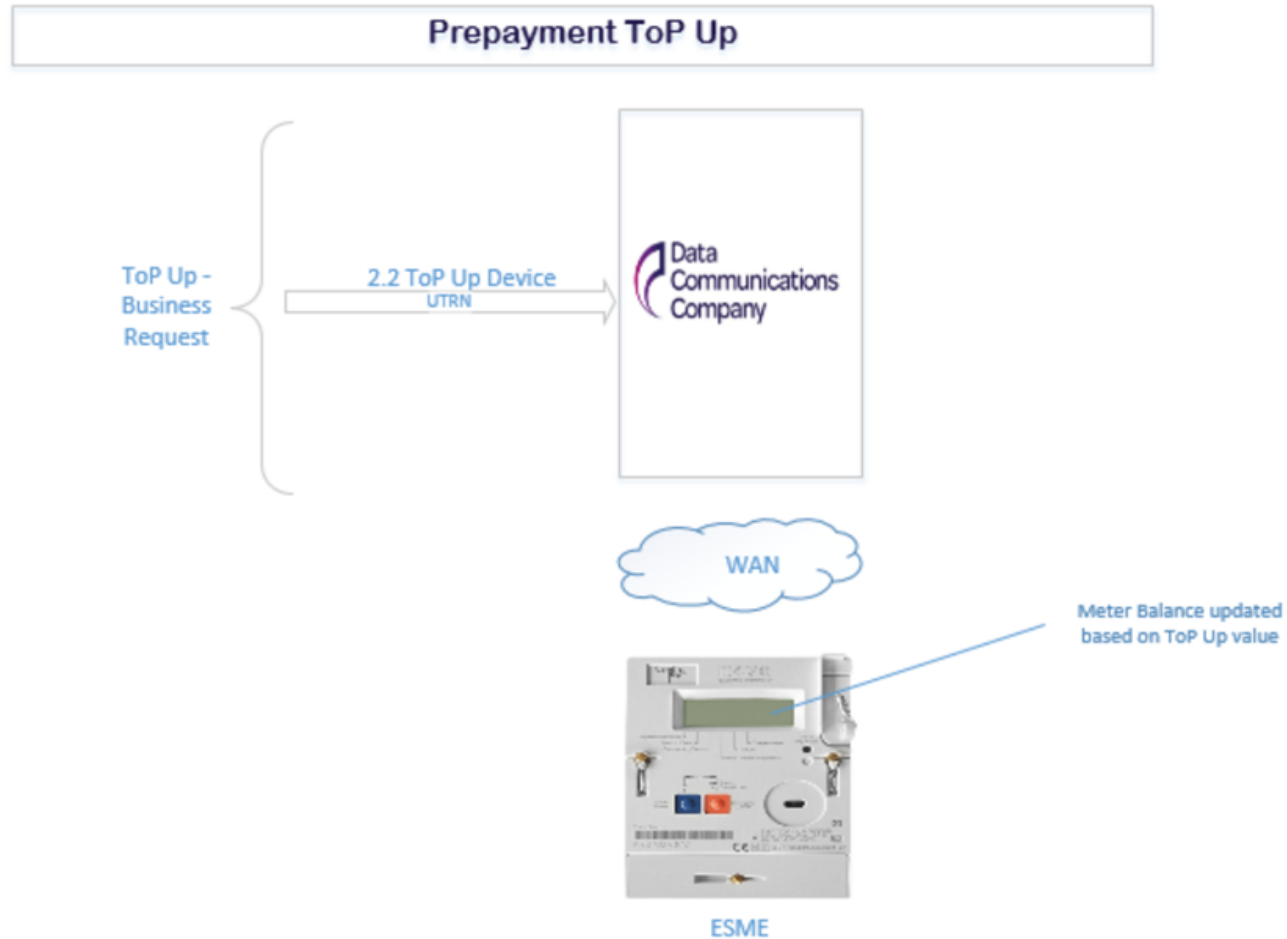 Prepayment ToP Up
ToP Up -
Business
Request
2.2 ToP Up Device
UTRN
Data
Communications
Company
WAN
Meter Balance updated
based on ToP Up value
ESME